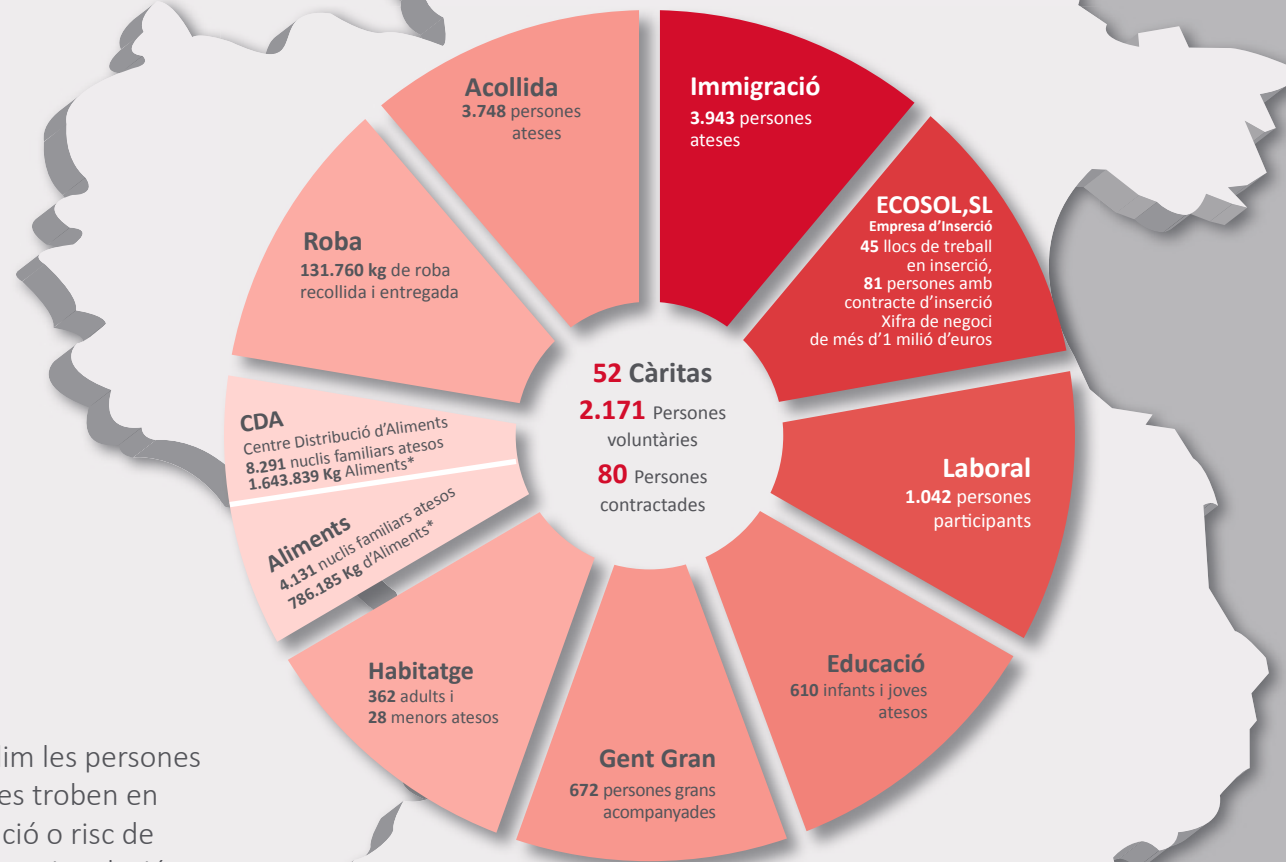 Acollida
3.748 persones
ateses
Immigració
3.943 persones
ateses
ECOSOL,SL
Empresa d'Inserció
45 llocs de treball
en inserció,
81 persones amb
contracte d'inserció
Xifra de negoci
de més d'1 milió d'euros
Laboral
1.042 persones
participants
Educació
610 infants i joves
atesos
Gent Gran
672 persones grans
acompanyades
Habitatge
362 adults i
28 menors atesos
Aliments
4.131 nuclis familiars atesos
786.185 Kg d'Aliments*
CDA
Centre Distribució d'Aliments
8.291 nuclis familiars atesos
1.643.839 Kg Aliments*
Roba
131.760 kg de roba
recollida i entregada
52 Càritas
2.171 Persones
voluntàries
80 Persones
contractades
les persones
es troben en
o risc de